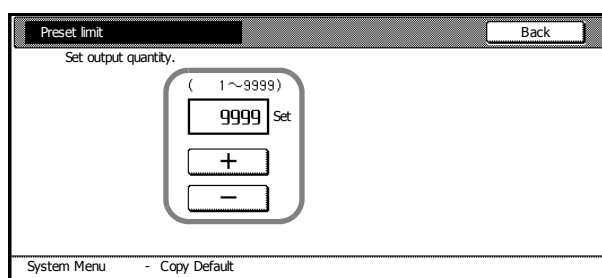 Preset limit
Back
Set output quantity.
( 1~9999)
9999 Set
+
−
System Menu - Copy Default